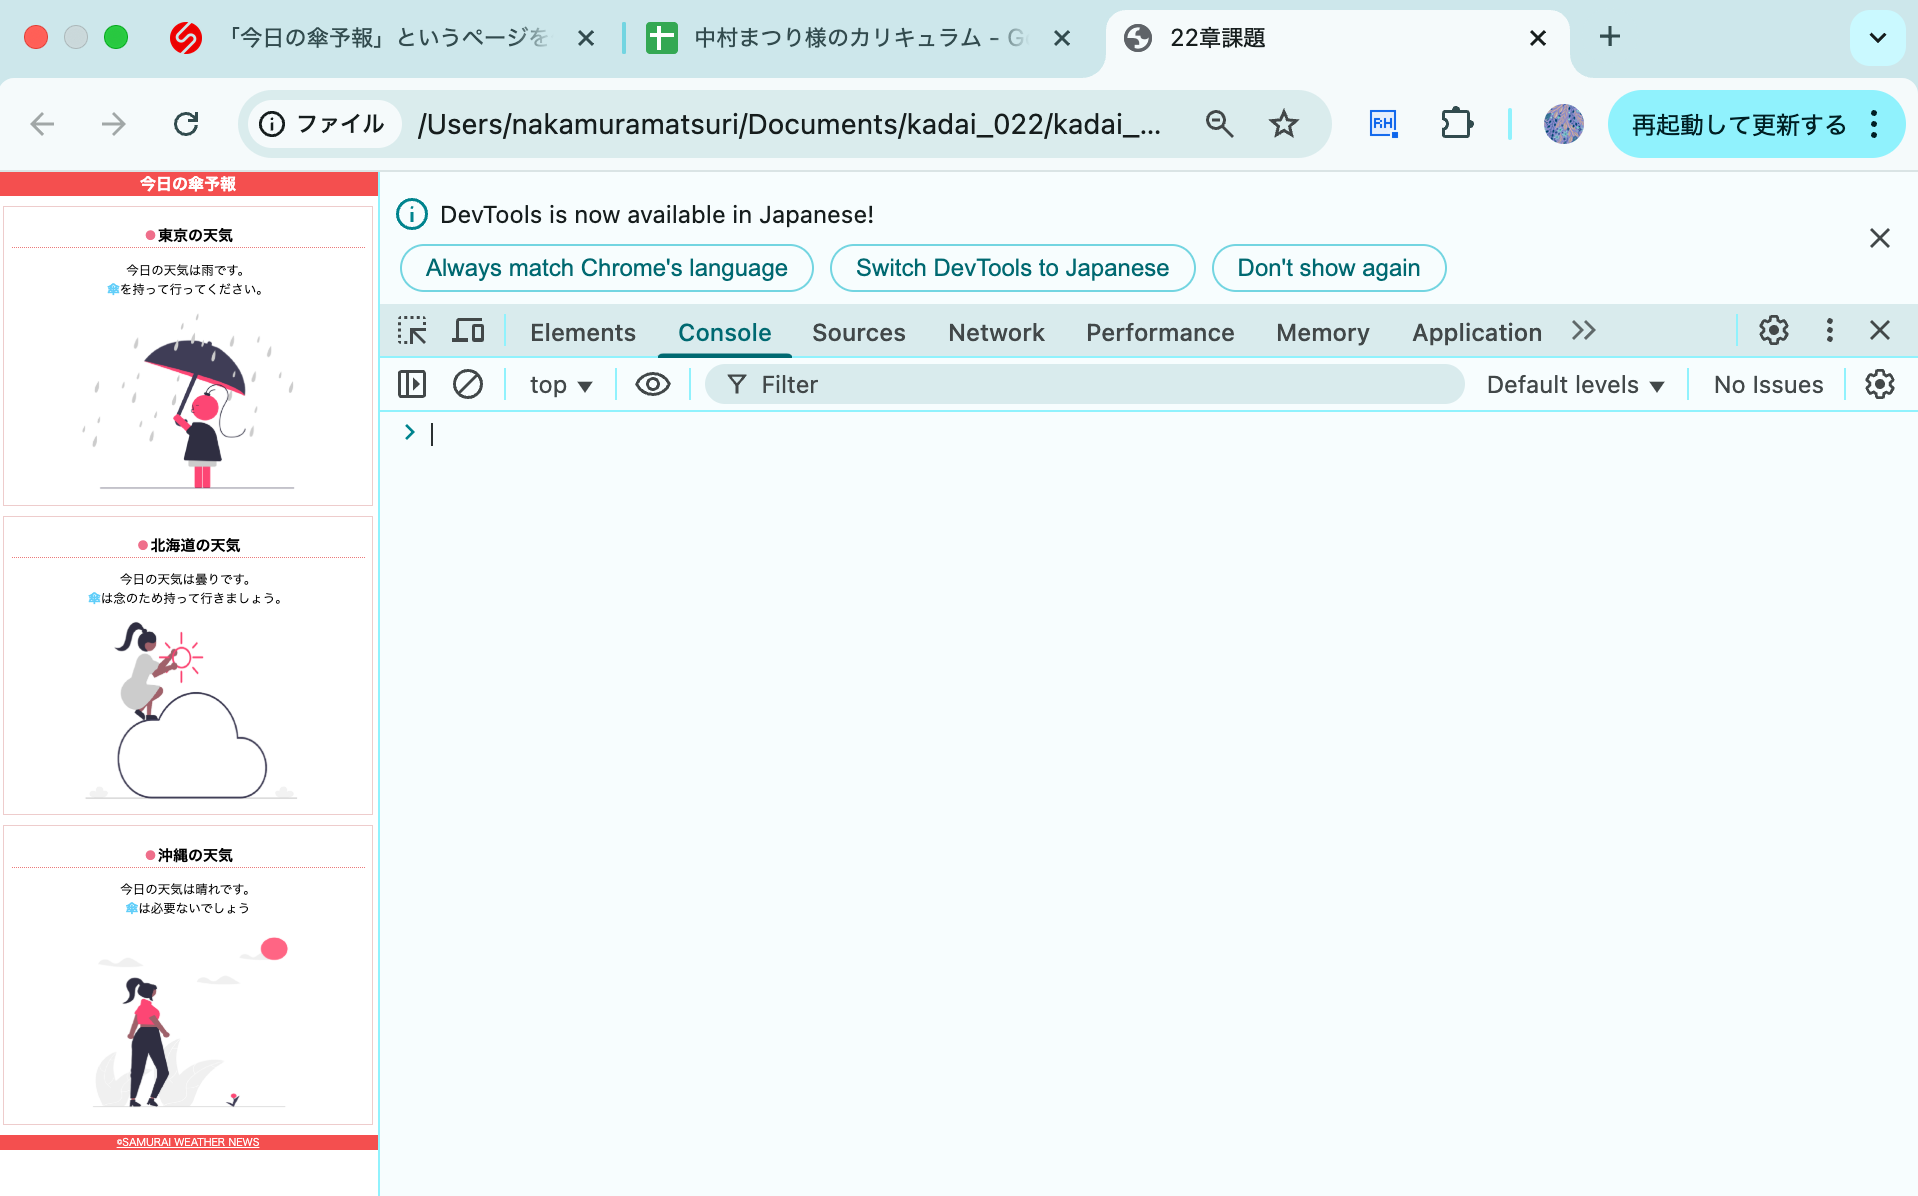 「今日の傘予報」というページを
中村まつり様のカリキュラム - G
22章課題
ファイル
/Users/nakamuramatsuri/Documents/kadai_022/kadai_...
RH
再起動して更新する
今日の傘予報
東京の天気
今日の天気は雨です。
傘を持って行ってください。
北海道の天気
今日の天気は曇りです。
傘は念のため持って行きましょう。
沖縄の天気
今日の天気は晴れです。
傘は必要ないでしょう
©SAMURAI WEATHER NEWS
DevTools is now available in Japanese!
Always match Chrome's language
Switch DevTools to Japanese
Don't show again
Elements
Console
Sources
Network
Performance
Memory
Application
top
Filter
Default levels
No Issues